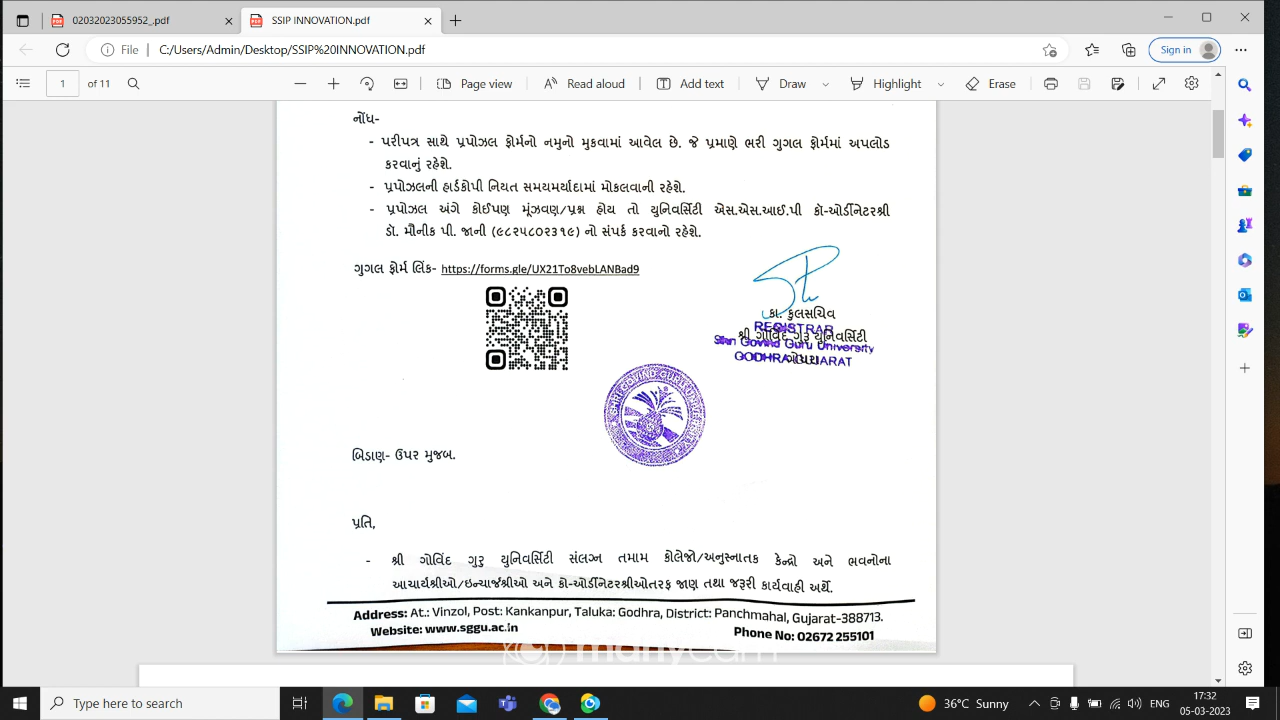 02032023055952_.pdf
SSIP INNOVATION.pdf
File
C:/Users/Admin/Desktop/SSIP%20INNOVATION.pdf
Sign in
1 of 11
Page view
Read aloud
Add text
Draw
Highlight
Erase
નોંધ-
- પરીપત્ર સાથે પ્રપોઝલ ફોર્મનો નમુનો મુકવામાં આવેલ છે. જે પ્રમાણે ભરી ગુગલ ફોર્મમાં અપલોડ
કરવાનું રહેશે.
- પ્રપોઝલની હાર્ડકોપી નિયત સમયમર્યાદામાં મોકલવાની રહેશે.
- પ્રપોઝલ અંગે કોઈપણ મૂંઝવણ/પ્રશ્ન હોય તો યુનિવર્સિટી એસ.એસ.આઈ.પી કૉ-ઓર્ડીનેટરશ્રી
ડૉ. મૌનીક પી. જાની (૯૮૨૫૮૦૨૩૧૯) નો સંપર્ક કરવાનો રહેશે.
ગુગલ ફોર્મ લિંક- https://forms.gle/UX21To8vebLANBad9
કા. કુલસચિવ
REGISTRAR
શ્રી ગોવિંદ ગુરુ યુનિવર્સિટી
Shri Govind Guru University
GODHRA GUJARAT
બિડાણ- ઉપર મુજબ.
પ્રતિ,
- શ્રી ગોવિંદ ગુરુ યુનિવર્સિટી સંલગ્ન તમામ કોલેજો/અનુસ્નાતક કેન્દ્રો અને ભવનોના
આચાર્યશ્રીઓ/ઇન્ચાર્જશ્રીઓ અને કૉ-ઓર્ડીનેટરશ્રીઓતરફ જાણ તથા જરૂરી કાર્યવાહી અર્થે.
Address: At.: Vinzol, Post: Kankanpur, Taluka: Godhra, District: Panchmahal, Gujarat-388713.
Website: www.sggu.ac.in
Phone No: 02672 255101
manycam
Type here to search
36°C Sunny
ENG
17:32
05-03-2023